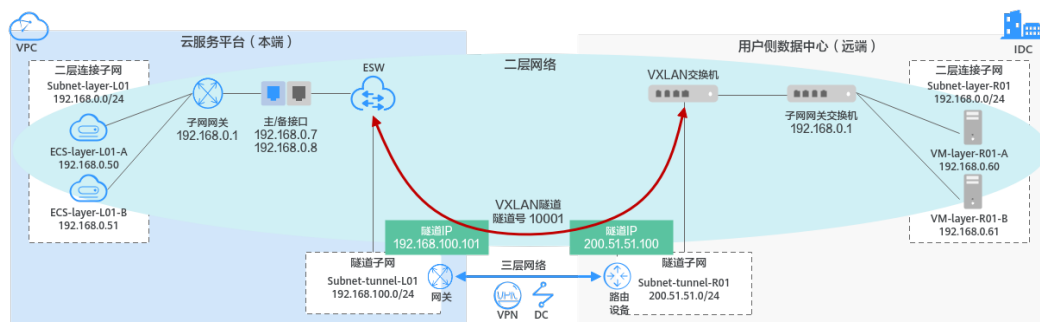 VPC
云服务平台（本端）
用户侧数据中心（远端）
IDC
二层连接子网
Subnet-layer-L01
192.168.0.0/24
ECS-layer-L01-A
192.168.0.50
ECS-layer-L01-B
192.168.0.51
子网网关
192.168.0.1
主/备接口
192.168.0.7
192.168.0.8
ESW
二层网络
VXLAN交换机
子网网关交换机
192.168.0.1
二层连接子网
Subnet-layer-R01
192.168.0.0/24
VM-layer-R01-A
192.168.0.60
VM-layer-R01-B
192.168.0.61
VXLAN隧道
隧道号 10001
隧道IP
192.168.100.101
隧道IP
200.51.51.100
隧道子网
Subnet-tunnel-L01
192.168.100.0/24
网关
三层网络
VPN
DC
路由
设备
隧道子网
Subnet-tunnel-R01
200.51.51.0/24